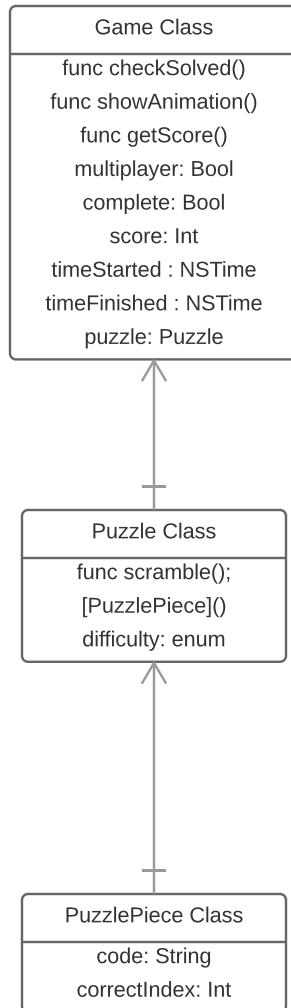 Game Class
func checkSolved()
func showAnimation()
func getScore()
multiplayer: Bool
complete: Bool
score: Int
timeStarted : NSTime
timeFinished : NSTime
puzzle: Puzzle
Puzzle Class
func scramble();
[PuzzlePiece]()
difficulty: enum
PuzzlePiece Class
code: String
correctIndex: Int